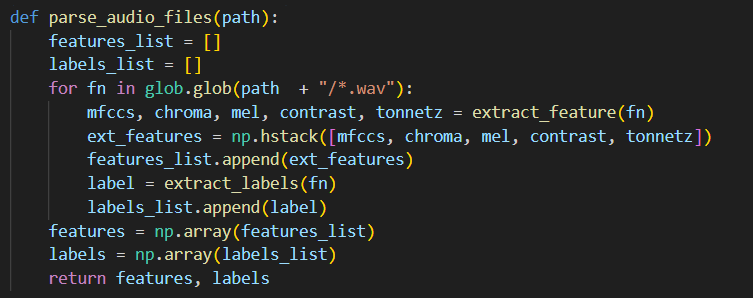 def parse_audio_files(path):
    features_list = []
    labels_list = []
    for fn in glob.glob(path  + "/*.wav"):
        mfccs, chroma, mel, contrast, tonnetz = extract_feature(fn)
        ext_features = np.hstack([mfccs, chroma, mel, contrast, tonnetz])
        features_list.append(ext_features)
        label = extract_labels(fn)
        labels_list.append(label)
    features = np.array(features_list)
    labels = np.array(labels_list)
    return features, labels